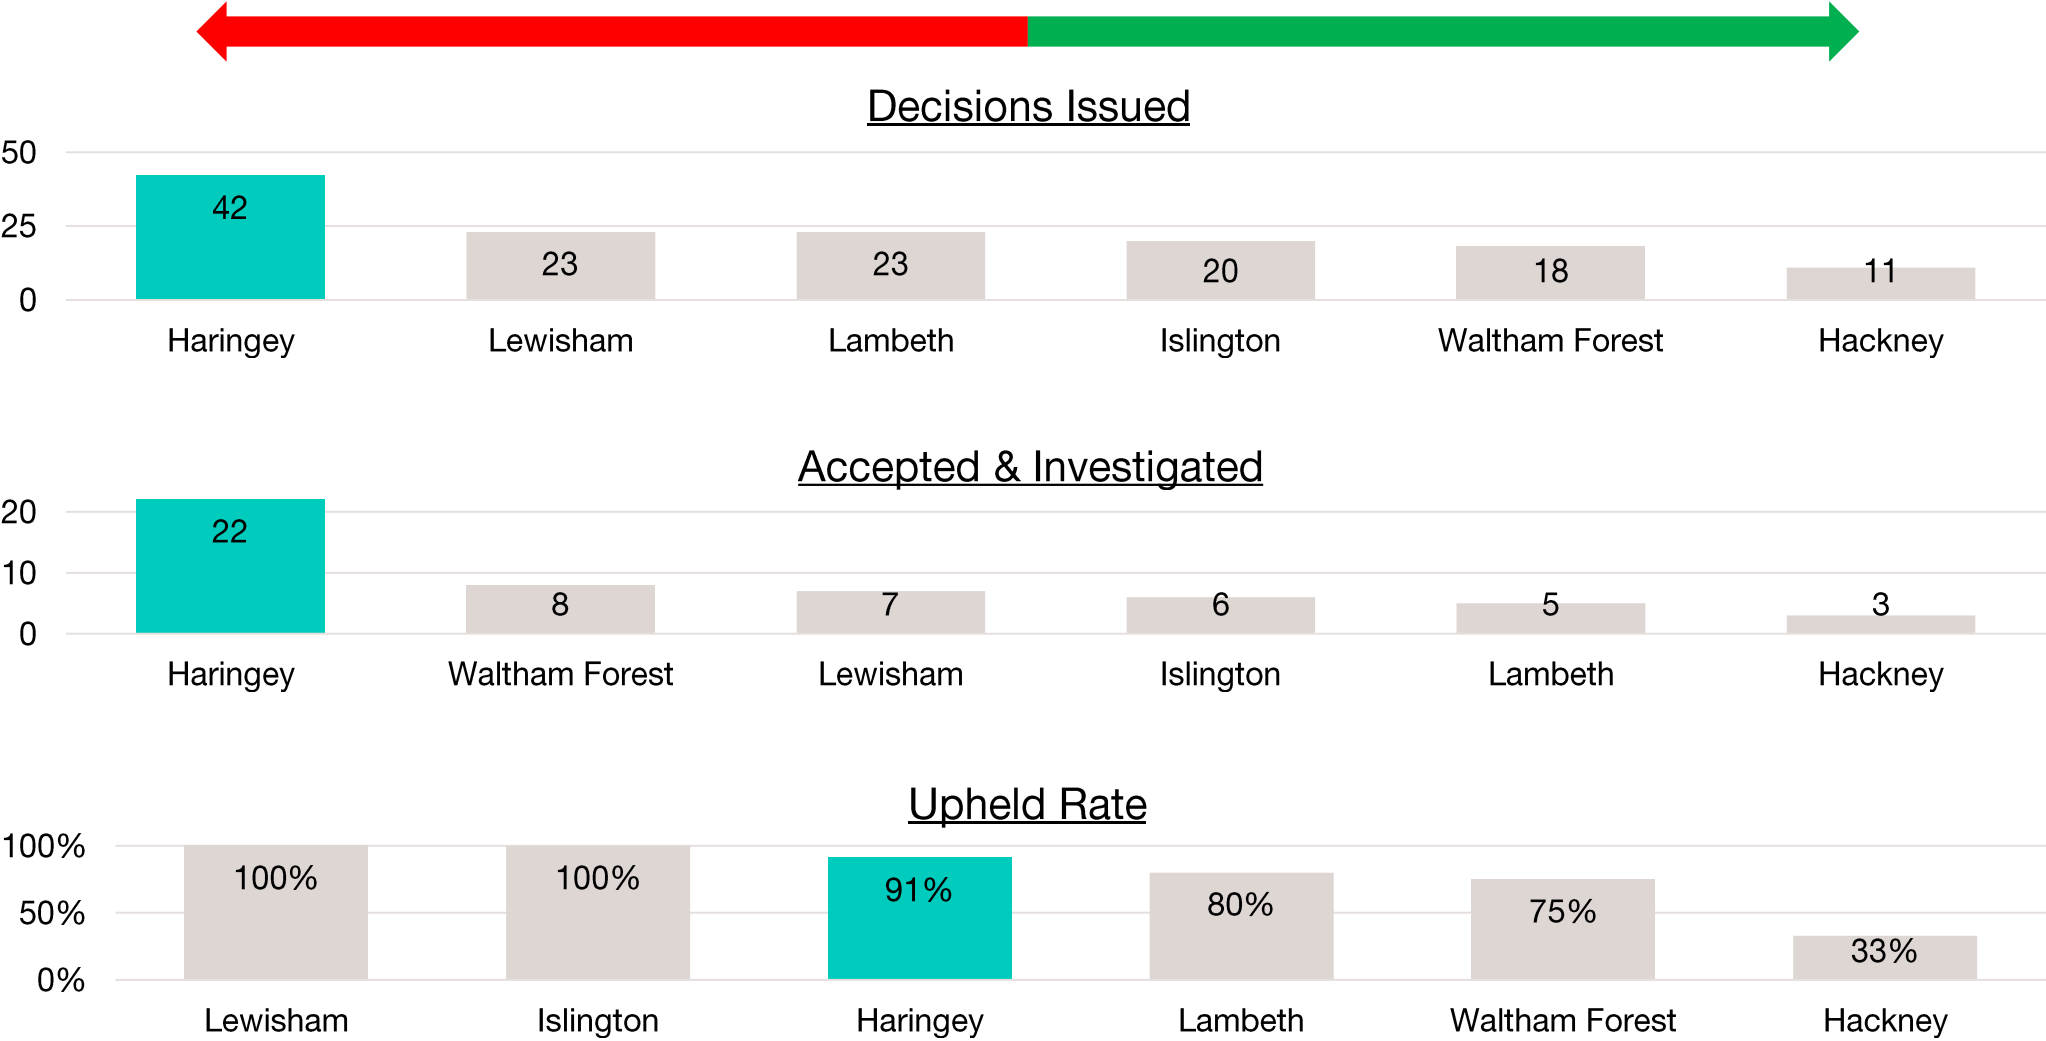 Decisions Issued
50
25
0
42
23
23
20
18
11
Haringey
Lewisham
Lambeth
Islington
Waltham Forest
Hackney
Accepted & Investigated
20
10
0
22
8
7
6
5
3
Haringey
Waltham Forest
Lewisham
Islington
Lambeth
Hackney
Upheld Rate
100%
50%
0%
100%
100%
91%
80%
75%
33%
Lewisham
Islington
Haringey
Lambeth
Waltham Forest
Hackney